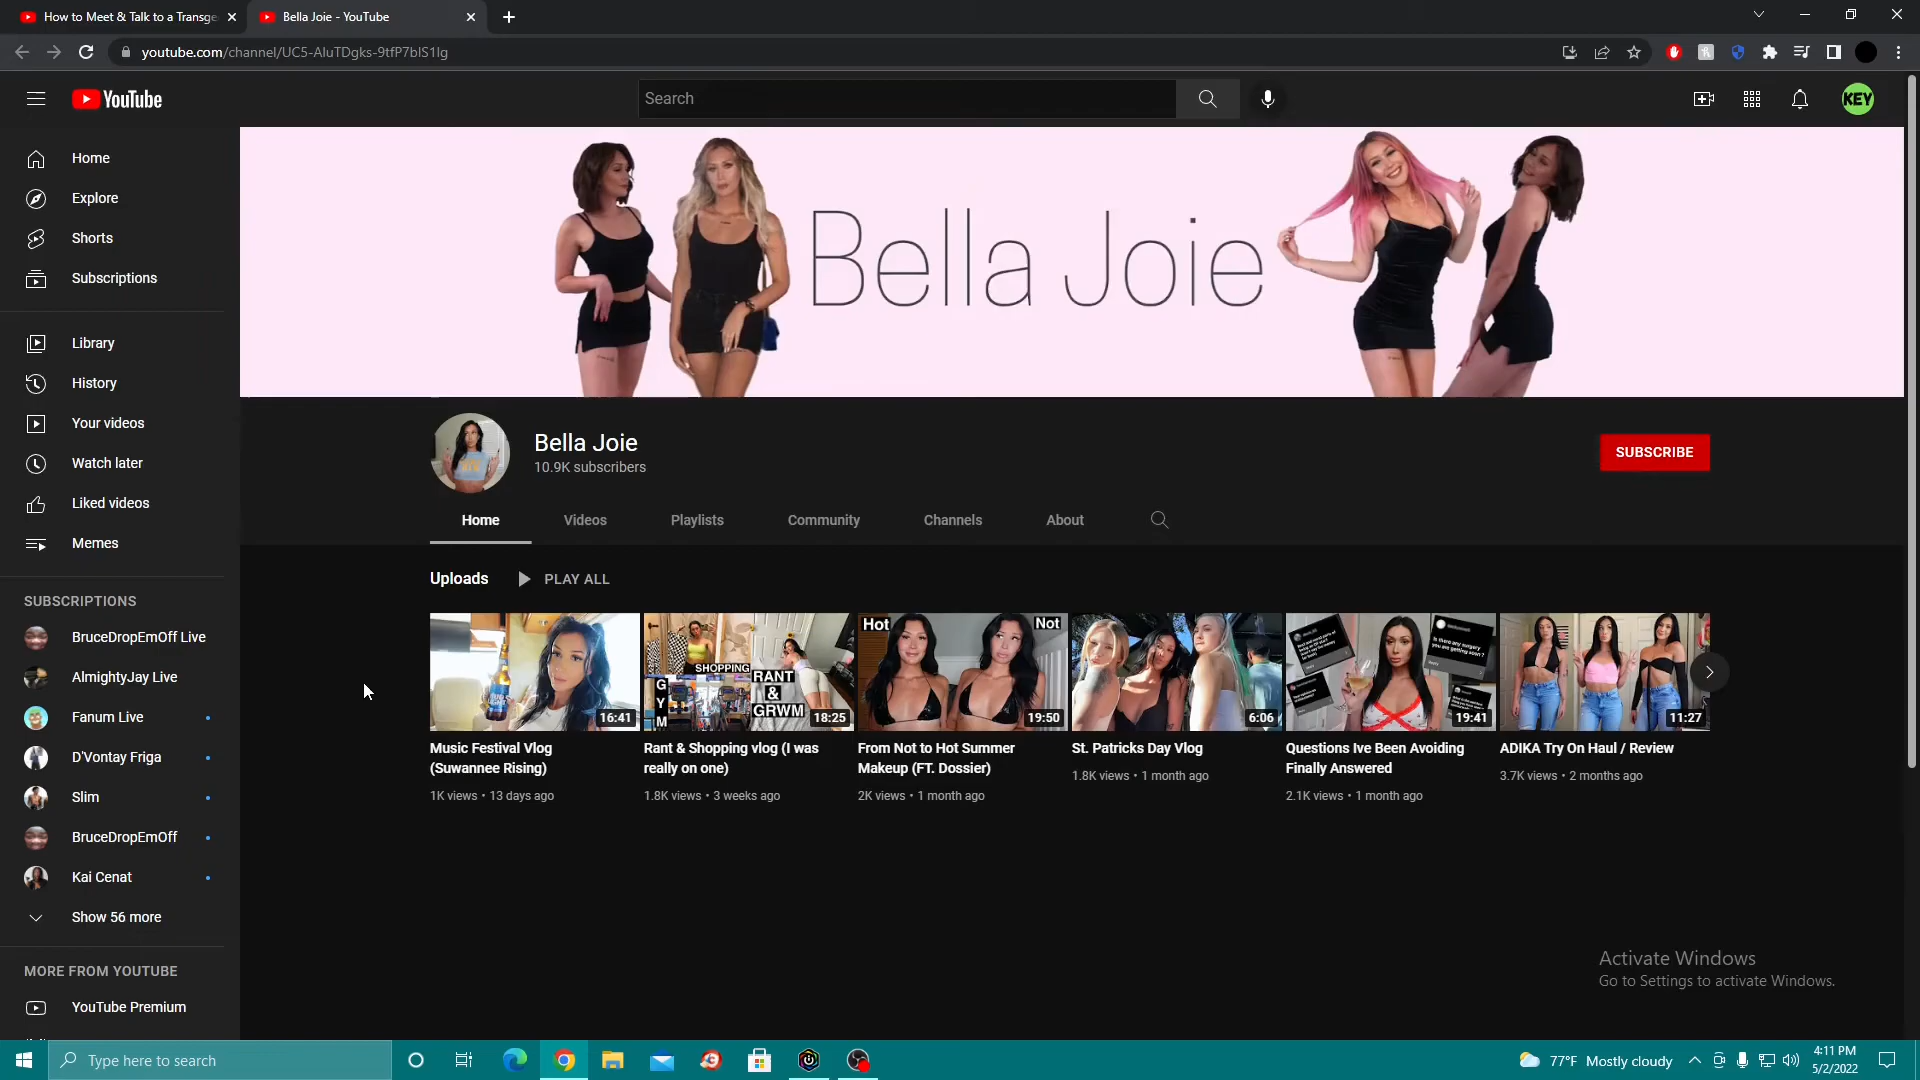 How to Meet & Talk to a Transge
Bella Joie - YouTube
youtube.com/channel/UC5-AluTDgks-9tfP7blS1lg
YouTube
Search
KEY
Home
Explore
Shorts
Subscriptions
Library
History
Your videos
Watch later
Liked videos
Memes
SUBSCRIPTIONS
BruceDropEmOff Live
AlmightyJay Live
Fanum Live
D'Vontay Friga
Slim
BruceDropEmOff
Kai Cenat
Show 56 more
MORE FROM YOUTUBE
YouTube Premium
Bella Joie
Bella Joie
10.9K subscribers
SUBSCRIBE
Home
Videos
Playlists
Community
Channels
About
Uploads
PLAY ALL
16:41
Music Festival Vlog
(Suwannee Rising)
1K views • 13 days ago
SHOPPING
GYM
RANT
&
GRWM
18:25
Rant & Shopping vlog (I was
really on one)
1.8K views • 3 weeks ago
Hot
Not
19:50
From Not to Hot Summer
Makeup (FT. Dossier)
2K views • 1 month ago
6:06
St. Patricks Day Vlog
1.8K views • 1 month ago
19:41
Questions Ive Been Avoiding
Finally Answered
2.1K views • 1 month ago
11:27
ADIKA Try On Haul / Review
3.7K views • 2 months ago
Activate Windows
Go to Settings to activate Windows.
Type here to search
77°F Mostly cloudy
4:11 PM
5/2/2022